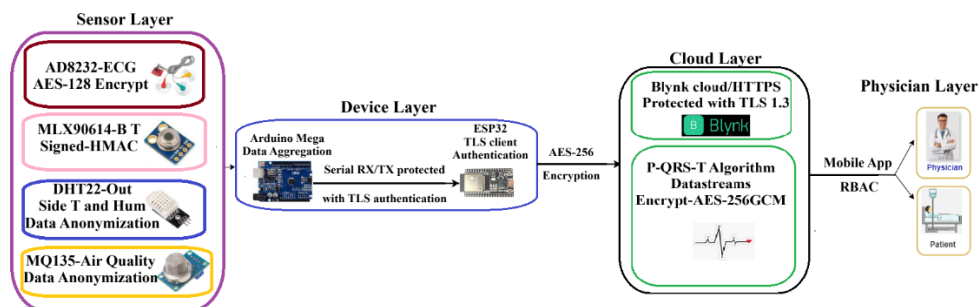 Sensor Layer
AD8232-ECG
AES-128 Encrypt
MLX90614-B T
Signed-HMAC
DHT22-Out
Side T and Hum
Data Anonymization
MQ135-Air Quality
Data Anonymization
Device Layer
Arduino Mega
Data Aggregation
Serial RX/TX protected
with TLS authentication
ESP32
TLS client
Authentication
AES-256
Encryption
Cloud Layer
Blynk cloud/HTTPS
Protected with TLS 1.3
B Blynk
P-QRS-T Algorithm
Datastreams
Encrypt-AES-256GCM
Mobile App
RBAC
Physician Layer
Physician
Patient